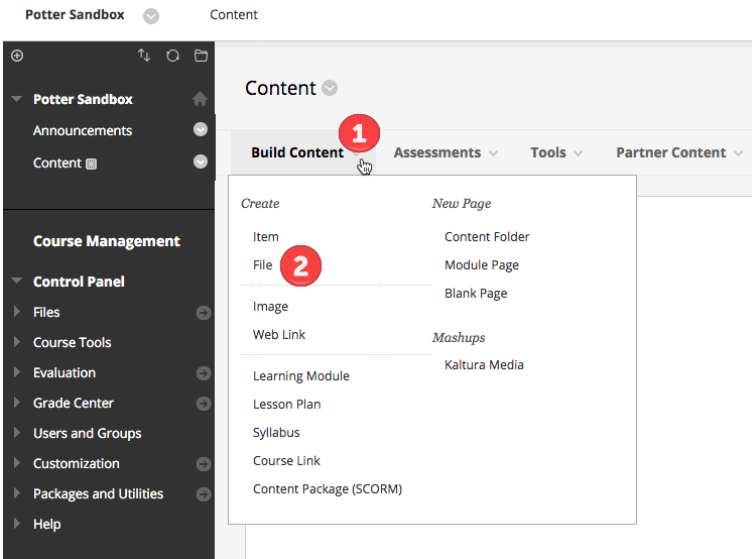 Potter Sandbox Content
Potter Sandbox
Announcements
Content
Course Management
Control Panel
Files
Course Tools
Evaluation
Grade Center
Users and Groups
Customization
Packages and Utilities
Help
Content
1
Build Content Assessments Tools Partner Content
Create
Item
File 2
Image
Web Link
Learning Module
Lesson Plan
Syllabus
Course Link
Content Package (SCORM)
New Page
Content Folder
Module Page
Blank Page
Mashups
Kaltura Media